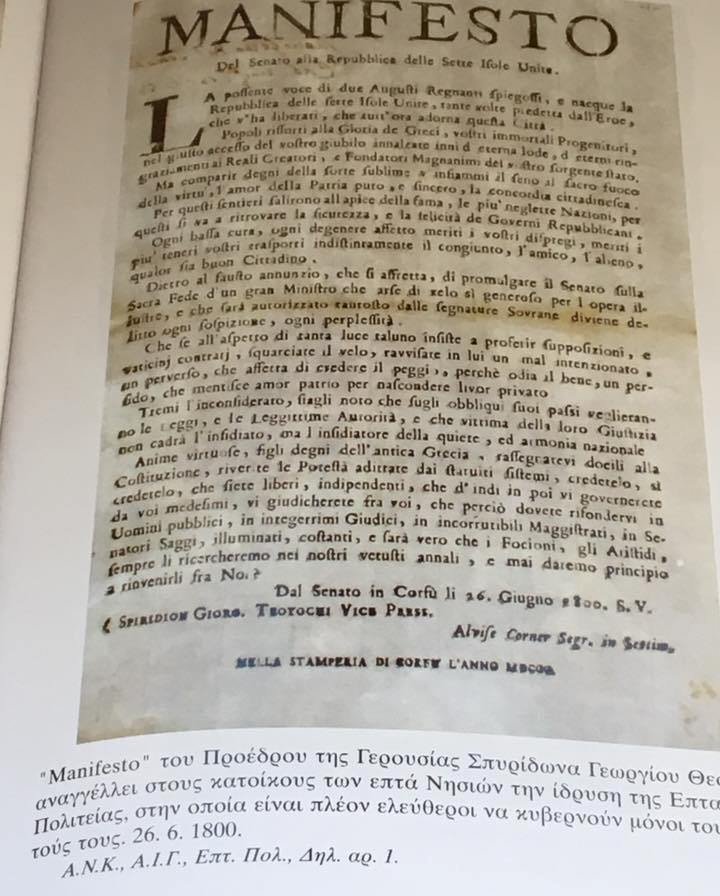 MANIFESTO
Del Senato alla Repubblica delle Sette Isole Unite.
LA possente voce di due Augusti Regnanti spiegossi, e nacque la
Repubblica delle sette Isole Unite, tante volte predetta dall'Eroe,
che v'ha liberati, che tutt'ora adorna questa Città.
Popoli risforti alla Gloria de Greci, vostri immortali Progenitori,
nel giusto accesso del vostro giubilo annalzate inni d eterna lode, d eterni rin-
graziamenti ai Reali Creatori, e Fondatori Magnanimi del vostro sorgente stato.
Ma comparir degni della sorte sublime v infiammi il seno al sacro fuoco
della virtu', l'amor della Patria puro, e sincero, la concordia cittadinesca.
Per questi sentieri salirono all'apice della fama, le piu' neglette Nazioni, per
questi si va a ritrovare la sicurezza, e la felicità de Governi Repubblicani.
Ogni bassa cura, ogni degenere affetto meriti i vostri dispregi, meriti i
piu' teneri vostri trasporti indistintamente il congiunto, l'amico, l'alieno,
qualor sia buon Cittadino.
Dietro al fausto annunzio, che si affretta, di promulgare il Senato sulla
Sacra Fede d'un gran Ministro che arse di zelo sì generoso per l opera il-
lustre, e che sarà autorizzato tantosto dalle segnature Sovrane diviene de-
litto ogni sospizione, ogni perplessità.
Che se all'aspetto di tanta luce taluno insiste a proferir supposizioni, e
vaticinj contrarj, squarciate il velo, ravvisate in lui un mal intenzionato,
un perverso, che affetta di credere il peggi, perchè odia il bene, un per-
fido, che mentisce amor patrio per nascondere livor privato
Tremi l'inconsiderato, siagli noto che sugli obbliqui suoi passi veglieran-
no le Leggi, e le Leggittime Autorità, e che vittima della loro Giustizia
non cadrà l'insidiato, ma l insidiatore della quiete, ed armonia nazionale
Anime virtuose, figli degni dell'antica Grecia, rassegnatevi docili alla
Costituzione, riverite le Potestà additrate dai statuiti sistemi, credetelo, si
credetelo, che siete liberi, indipendenti, che d'indi in poi vi governerete
da voi medesimi, vi giudicherete fra voi, che perciò dovete rifondervi in
Uomini pubblici, in integerrimi Giudici, in incorrutibili Maggistrati, in Se-
natori Saggi, illuminati, costanti, e sarà vero che i Focioni, gli Aristidi,
sempre li ricercheremo nei nostri vetusti annali, e mai daremo principio
a rinvenirli fra Noi?
Dal Senato in Corfù li 26. Giugno 1800. S. V.
( SPIRIDION GIORG. TEOTOCHI VICE PRESS.
Alvise Corner Segr. in Settim.
NELLA STAMPERIA DI CORFU L'ANNO MDCCC
"Manifesto" του Προέδρου της Γερουσίας Σπυρίδωνα Γεωργίου Θεο
αναγγέλλει στους κατοίκους των επτά Νησιών την ίδρυση της Επτα
Πολιτείας, στην οποία είναι πλέον ελεύθεροι να κυβερνούν μόνοι του
τούς τους. 26. 6. 1800.
Α.Ν.Κ., Α.Ι.Γ., Επτ. Πολ., Δηλ. αρ. 1.